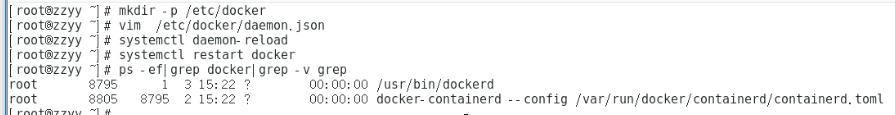 [root@zzyy ~]# mkdir -p /etc/docker
[root@zzyy ~]# vim  /etc/docker/daemon.json
[root@zzyy ~]# systemctl daemon-reload
[root@zzyy ~]# systemctl restart docker
[root@zzyy ~]# ps -ef|grep docker|grep -v grep
root      8795     1  3 15:22 ?        00:00:00 /usr/bin/dockerd
root      8805  8795  2 15:22 ?        00:00:00 docker-containerd --config /var/run/docker/containerd/containerd.toml
[root@zzyy ~]#